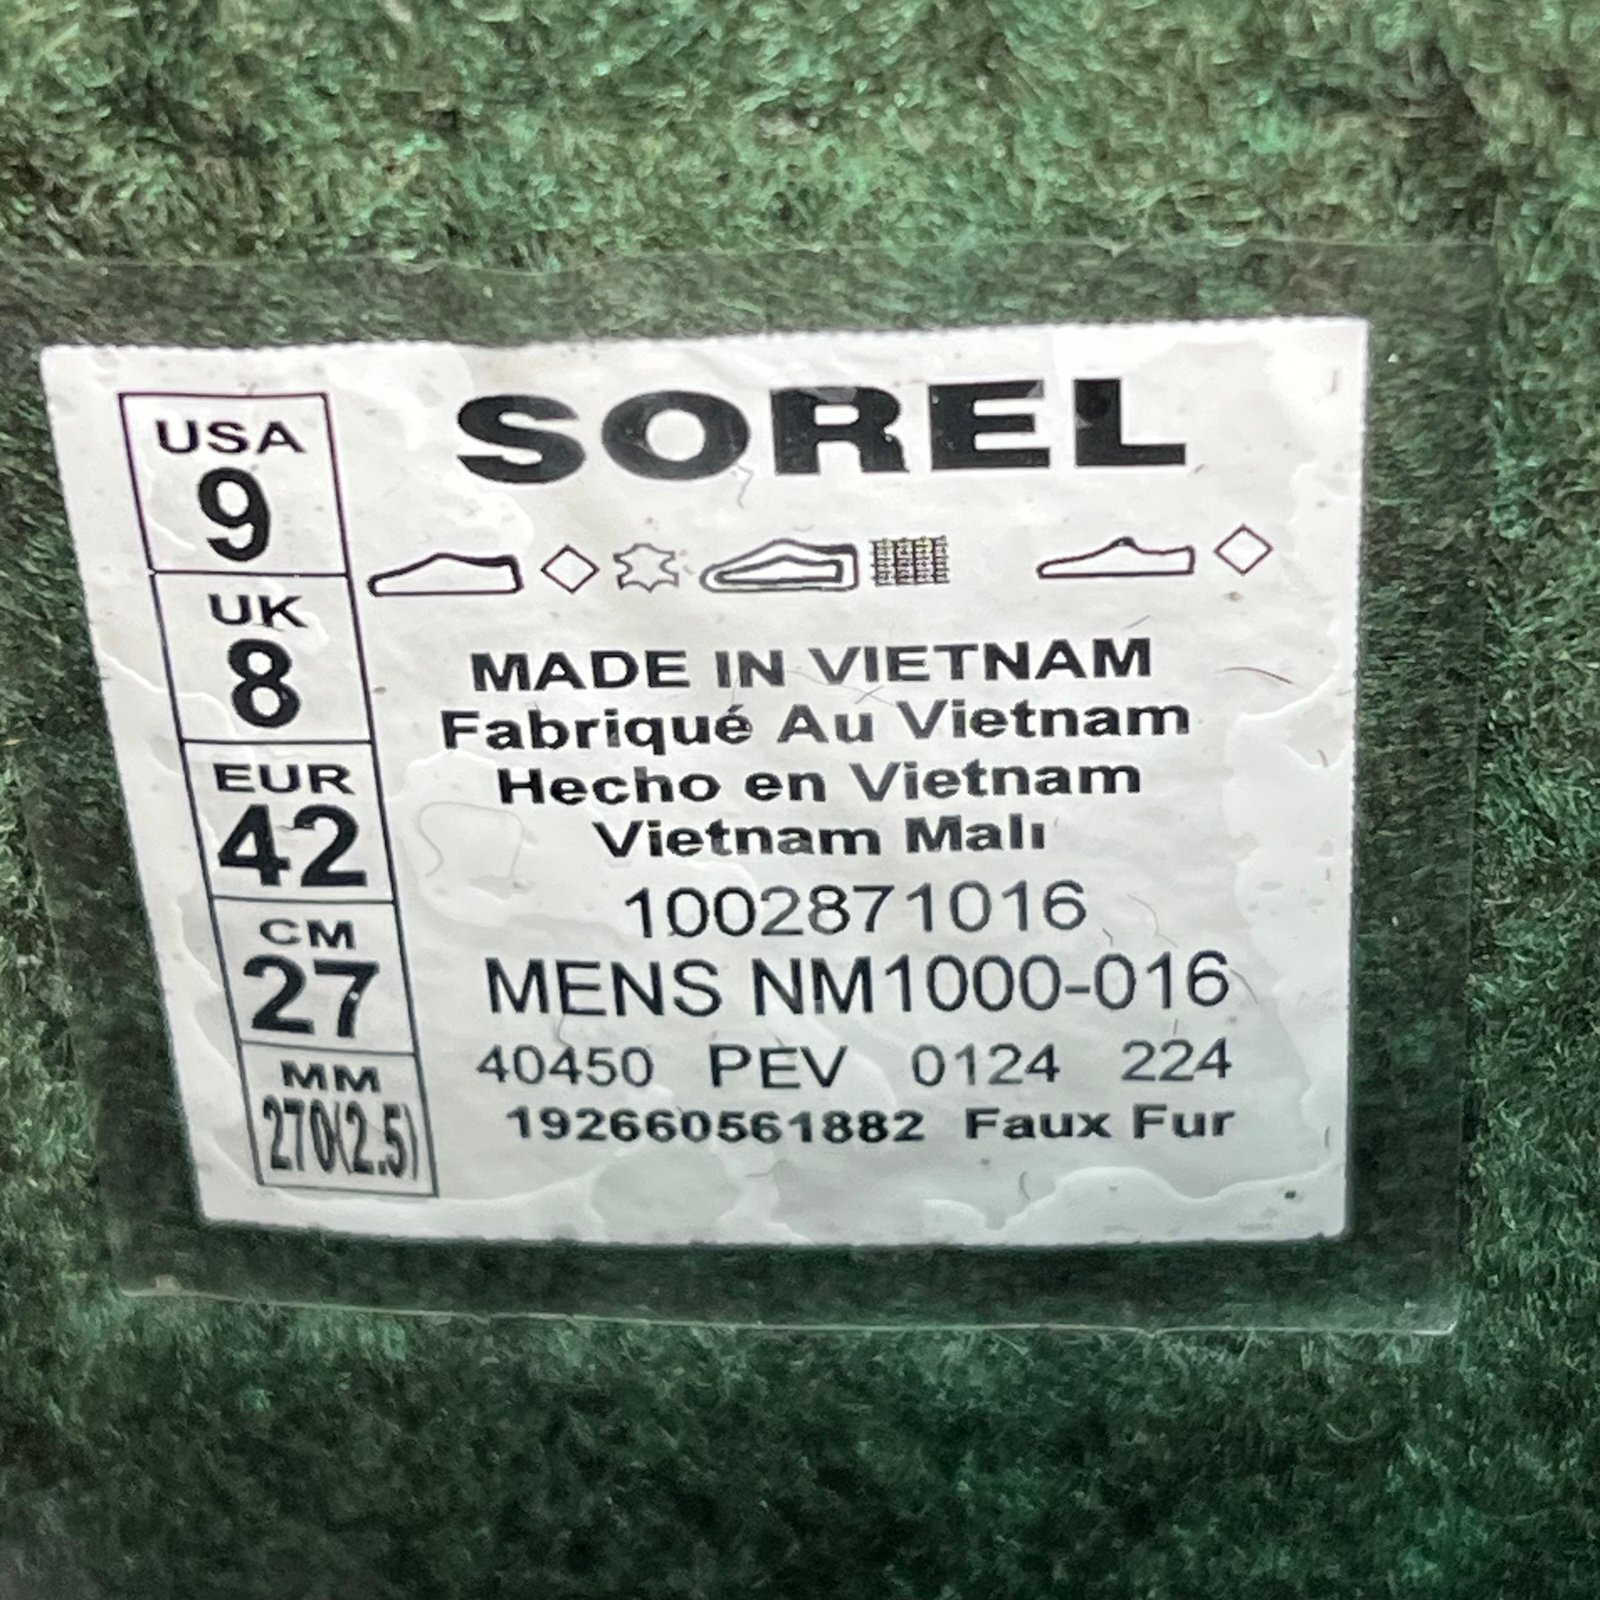 USA
9
UK
8
EUR
42
CM
27
MM
270(2.5)
SOREL
MADE IN VIETNAM
Fabriqué Au Vietnam
Hecho en Vietnam
Vietnam Malı
1002871016
MENS NM1000-016
40450 PEV 0124 224
192660561882 Faux Fur